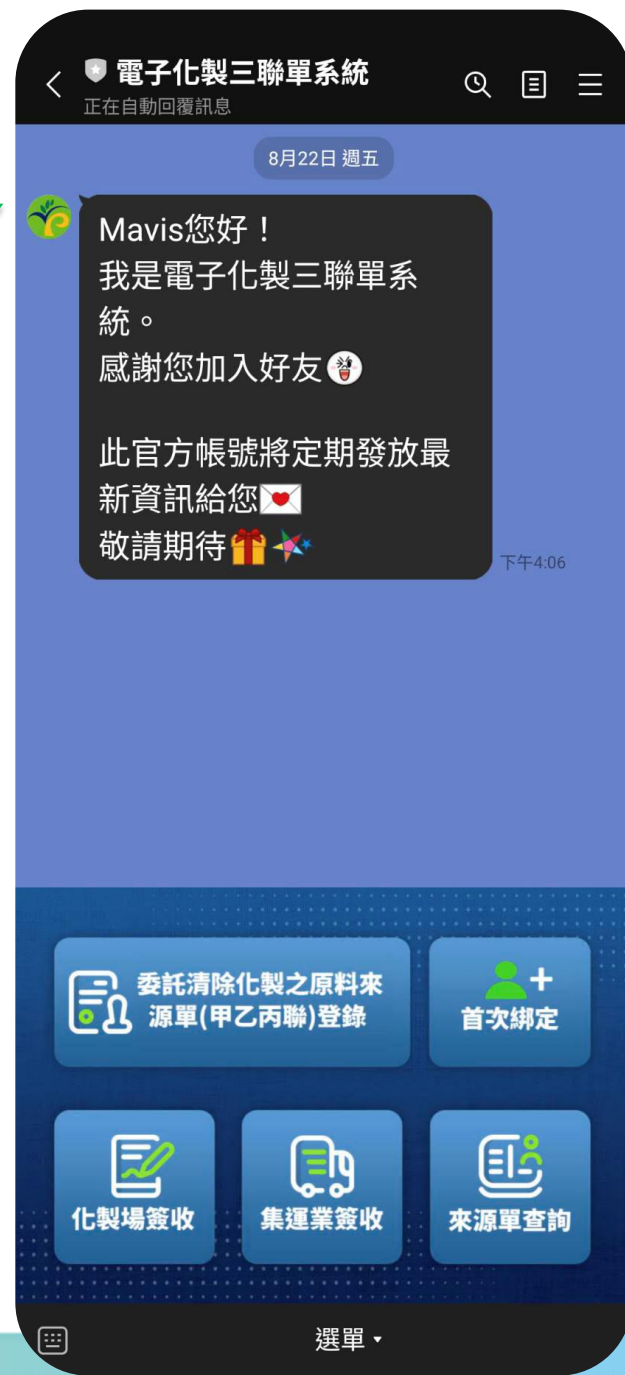 電子化製三聯單系統
正在自動回覆訊息
8月22日 週五
Mavis您好！
我是電子化製三聯單系
統。
感謝您加入好友
此官方帳號將定期發放最
新資訊給您💌
敬請期待🎁
下午4:06
委託清除化製之原料來
源單(甲乙丙聯)登錄
首次綁定
化製場簽收
集運業簽收
來源單查詢
選單